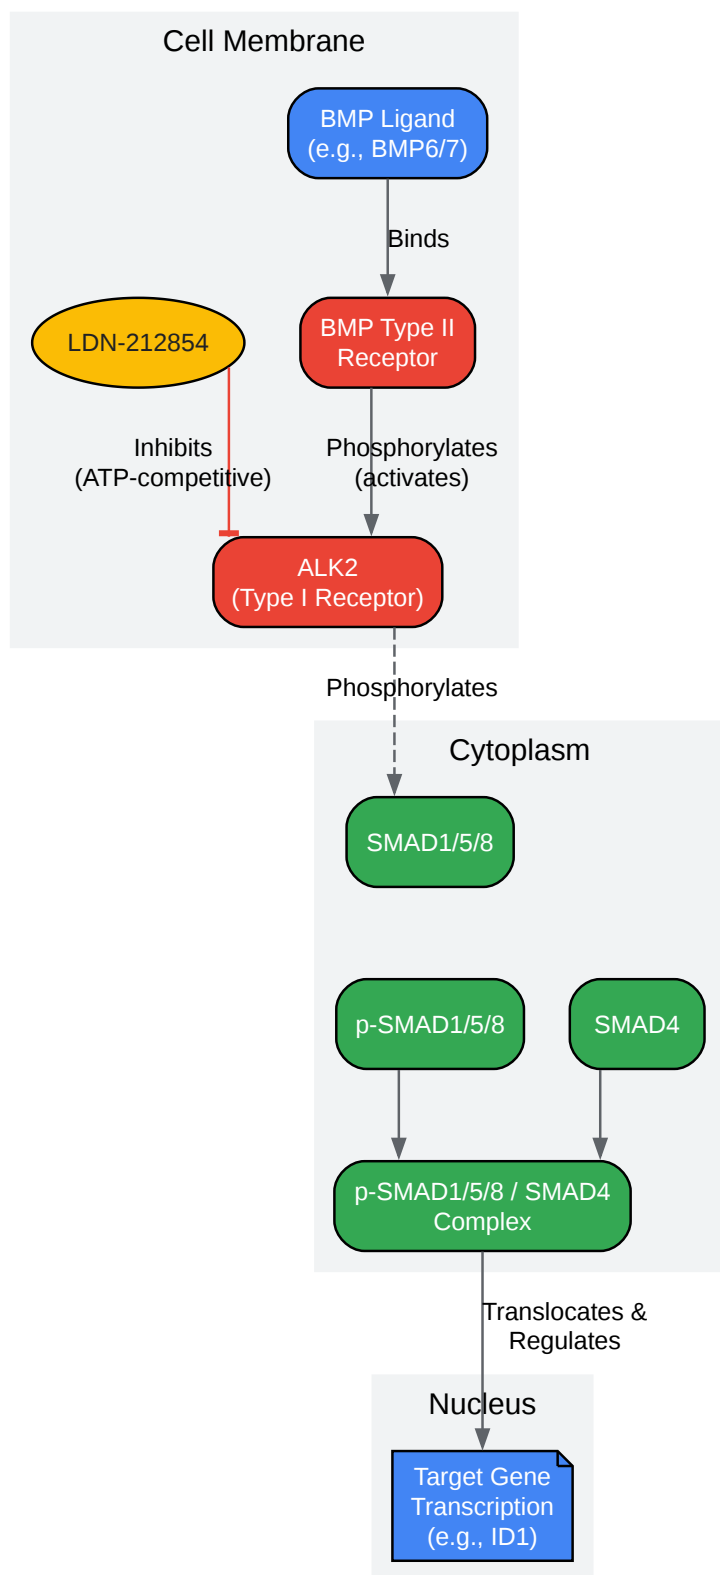 Cell Membrane
BMP Ligand
(e.g., BMP6/7)
Binds
LDN-212854
BMP Type II
Receptor
Inhibits
(ATP-competitive)
Phosphorylates
(activates)
ALK2
(Type I Receptor)
Phosphorylates
Cytoplasm
SMAD1/5/8
p-SMAD1/5/8
SMAD4
p-SMAD1/5/8 / SMAD4
Complex
Translocates &
Regulates
Nucleus
Target Gene
Transcription
(e.g., ID1)